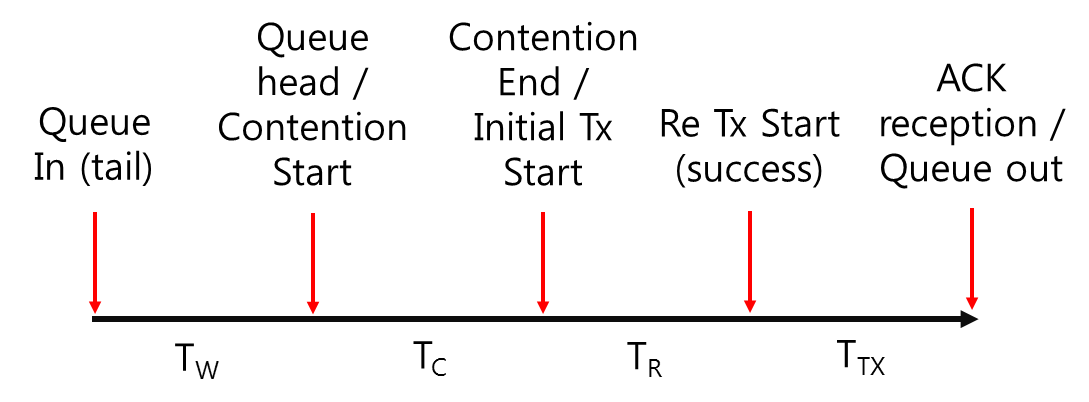 Queue
In (tail)
Queue
head /
Contention
Start
Contention
End /
Initial Tx
Start
Re Tx Start
(success)
ACK
reception /
Queue out
T_W
T_C
T_R
T_TX